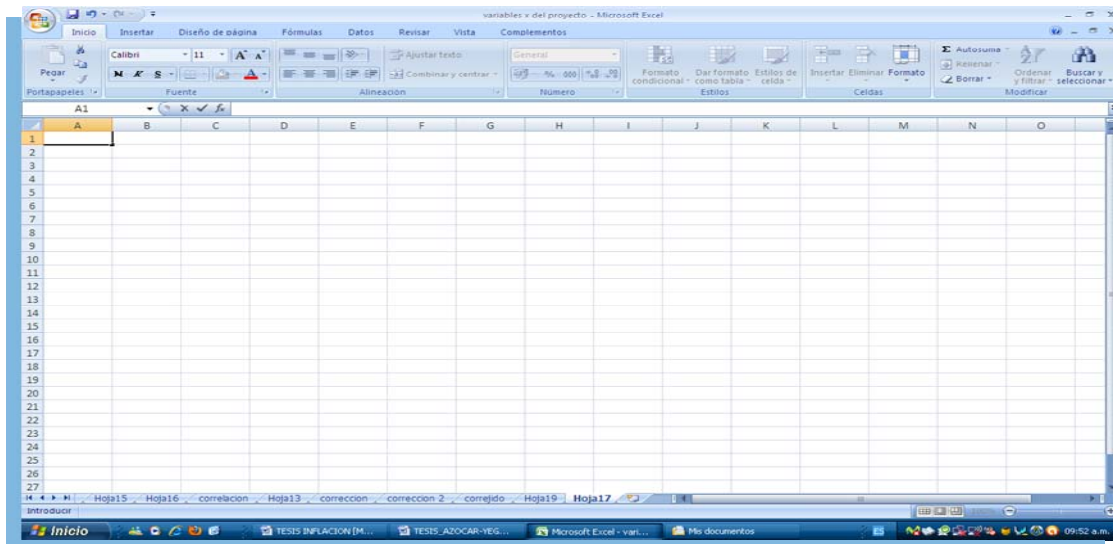 variables x del proyecto - Microsoft Excel
Inicio Insertar Diseño de página Fórmulas Datos Revisar Vista Complementos
Calibri 11 A A Ajustar texto General Σ Autosuma
Pegar N K S A Combinar y centrar % 000 Formato condicional Dar formato como tabla Estilos de celda Insertar Eliminar Formato Rellenar Borrar Ordenar y filtrar Buscar y seleccionar
Portapapeles Fuente Alineación Número Estilos Celdas Modificar
A1 fx
A B C D E F G H I J K L M N O
1
2
3
4
5
6
7
8
9
10
11
12
13
14
15
16
17
18
19
20
21
22
23
24
25
26
27
Hoja15 Hoja16 correlacion Hoja13 correccion correccion 2 correjido Hoja19 Hoja17
Introducir 100%
Inicio TESIS INFLACION [M... TESIS_AZOCAR-YEG... Microsoft Excel - vari... Mis documentos ES 09:52 a.m.